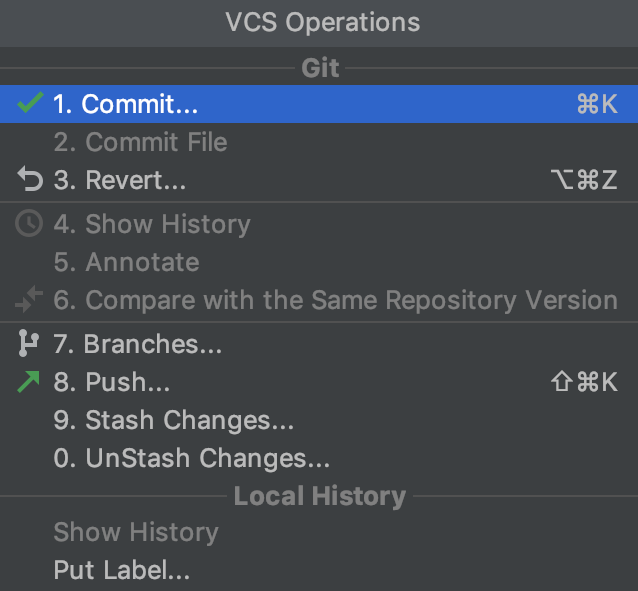 VCS Operations
Git
1. Commit... ⌘K
2. Commit File
3. Revert... ⌥⌘Z
4. Show History
5. Annotate
6. Compare with the Same Repository Version
7. Branches...
8. Push... ⇧⌘K
9. Stash Changes...
0. UnStash Changes...
Local History
Show History
Put Label...